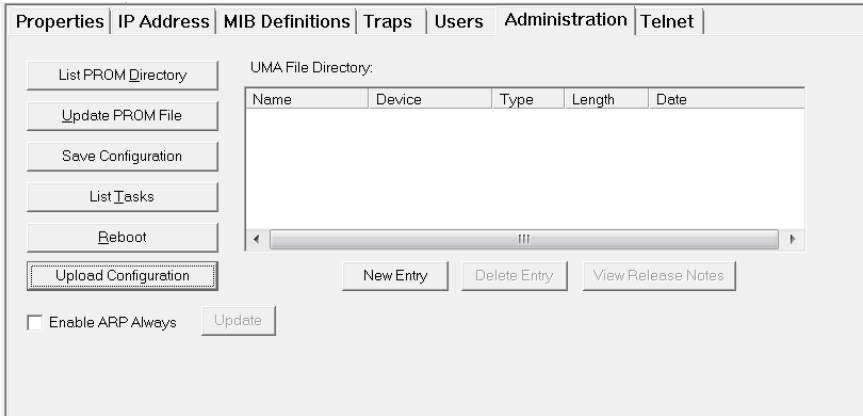 Properties IP Address MIB Definitions Traps Users Administration Telnet
List PROM Directory
UMA File Directory:
Name Device Type Length Date
Update PROM File
Save Configuration
List Tasks
Reboot
Upload Configuration
New Entry Delete Entry View Release Notes
Enable ARP Always Update